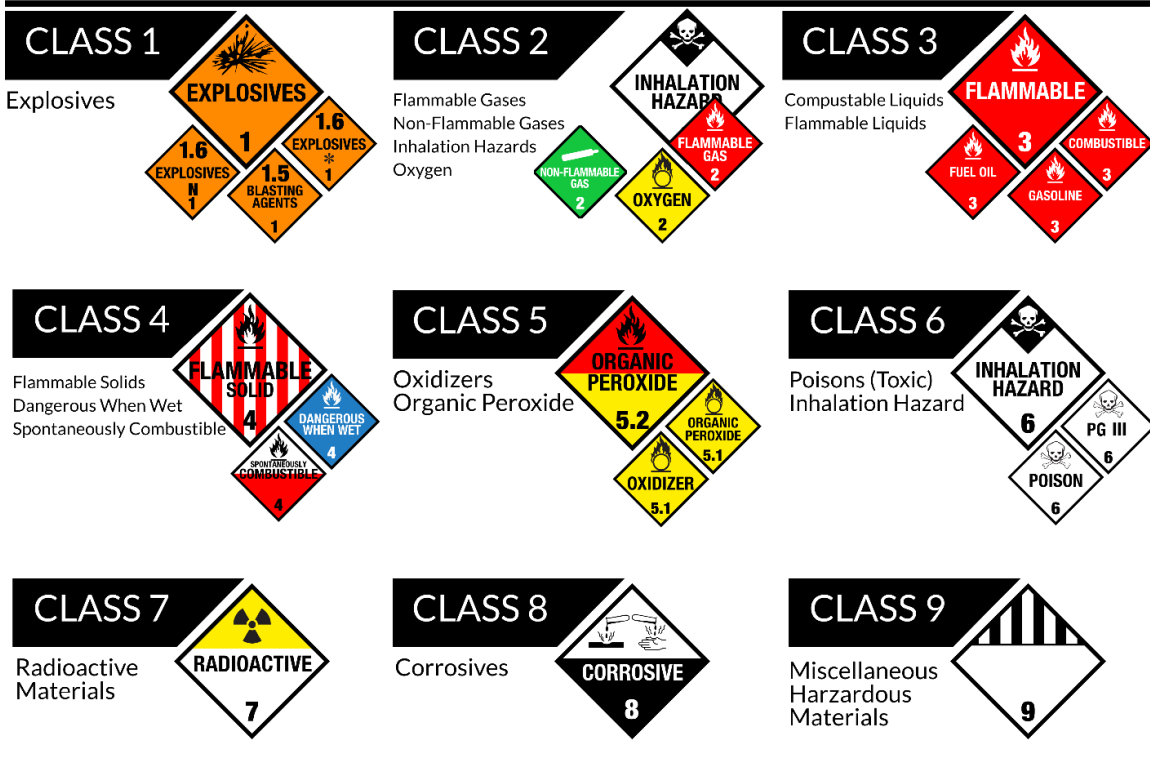 CLASS 1
Explosives
EXPLOSIVES
1
1.6
EXPLOSIVES
N
1
1.5
BLASTING
AGENTS
1
1.6
EXPLOSIVES
*
1
CLASS 2
Flammable Gases
Non-Flammable Gases
Inhalation Hazards
Oxygen
INHALATION
HAZARD
NON-FLAMMABLE
GAS
2
OXYGEN
2
FLAMMABLE
GAS
2
CLASS 3
Compustable Liquids
Flammable Liquids
FLAMMABLE
3
FUEL OIL
3
GASOLINE
3
COMBUSTIBLE
3
CLASS 4
Flammable Solids
Dangerous When Wet
Spontaneously Combustible
FLAMMABLE
SOLID
4
DANGEROUS
WHEN WET
4
SPONTANEOUSLY
COMBUSTIBLE
4
CLASS 5
Oxidizers
Organic Peroxide
ORGANIC
PEROXIDE
5.2
ORGANIC
PEROXIDE
5.1
OXIDIZER
5.1
CLASS 6
Poisons (Toxic)
Inhalation Hazard
INHALATION
HAZARD
6
PG III
6
POISON
6
CLASS 7
Radioactive
Materials
RADIOACTIVE
7
CLASS 8
Corrosives
CORROSIVE
8
CLASS 9
Miscellaneous
Harzardous
Materials
9